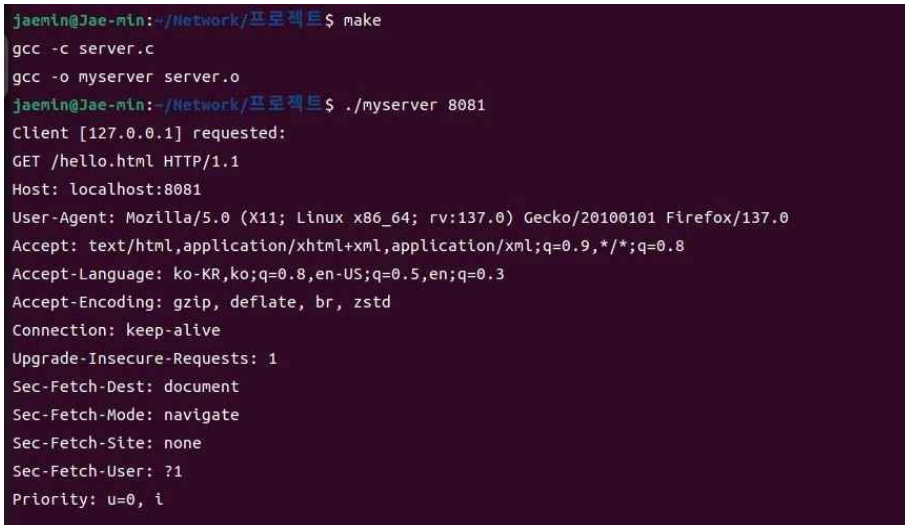 jaemin@Jae-min:~/Network/프로젝트$ make
gcc -c server.c
gcc -o myserver server.o
jaemin@Jae-min:~/Network/프로젝트$ ./myserver 8081
Client [127.0.0.1] requested:
GET /hello.html HTTP/1.1
Host: localhost:8081
User-Agent: Mozilla/5.0 (X11; Linux x86_64; rv:137.0) Gecko/20100101 Firefox/137.0
Accept: text/html,application/xhtml+xml,application/xml;q=0.9,*/*;q=0.8
Accept-Language: ko-KR,ko;q=0.8,en-US;q=0.5,en;q=0.3
Accept-Encoding: gzip, deflate, br, zstd
Connection: keep-alive
Upgrade-Insecure-Requests: 1
Sec-Fetch-Dest: document
Sec-Fetch-Mode: navigate
Sec-Fetch-Site: none
Sec-Fetch-User: ?1
Priority: u=0, i